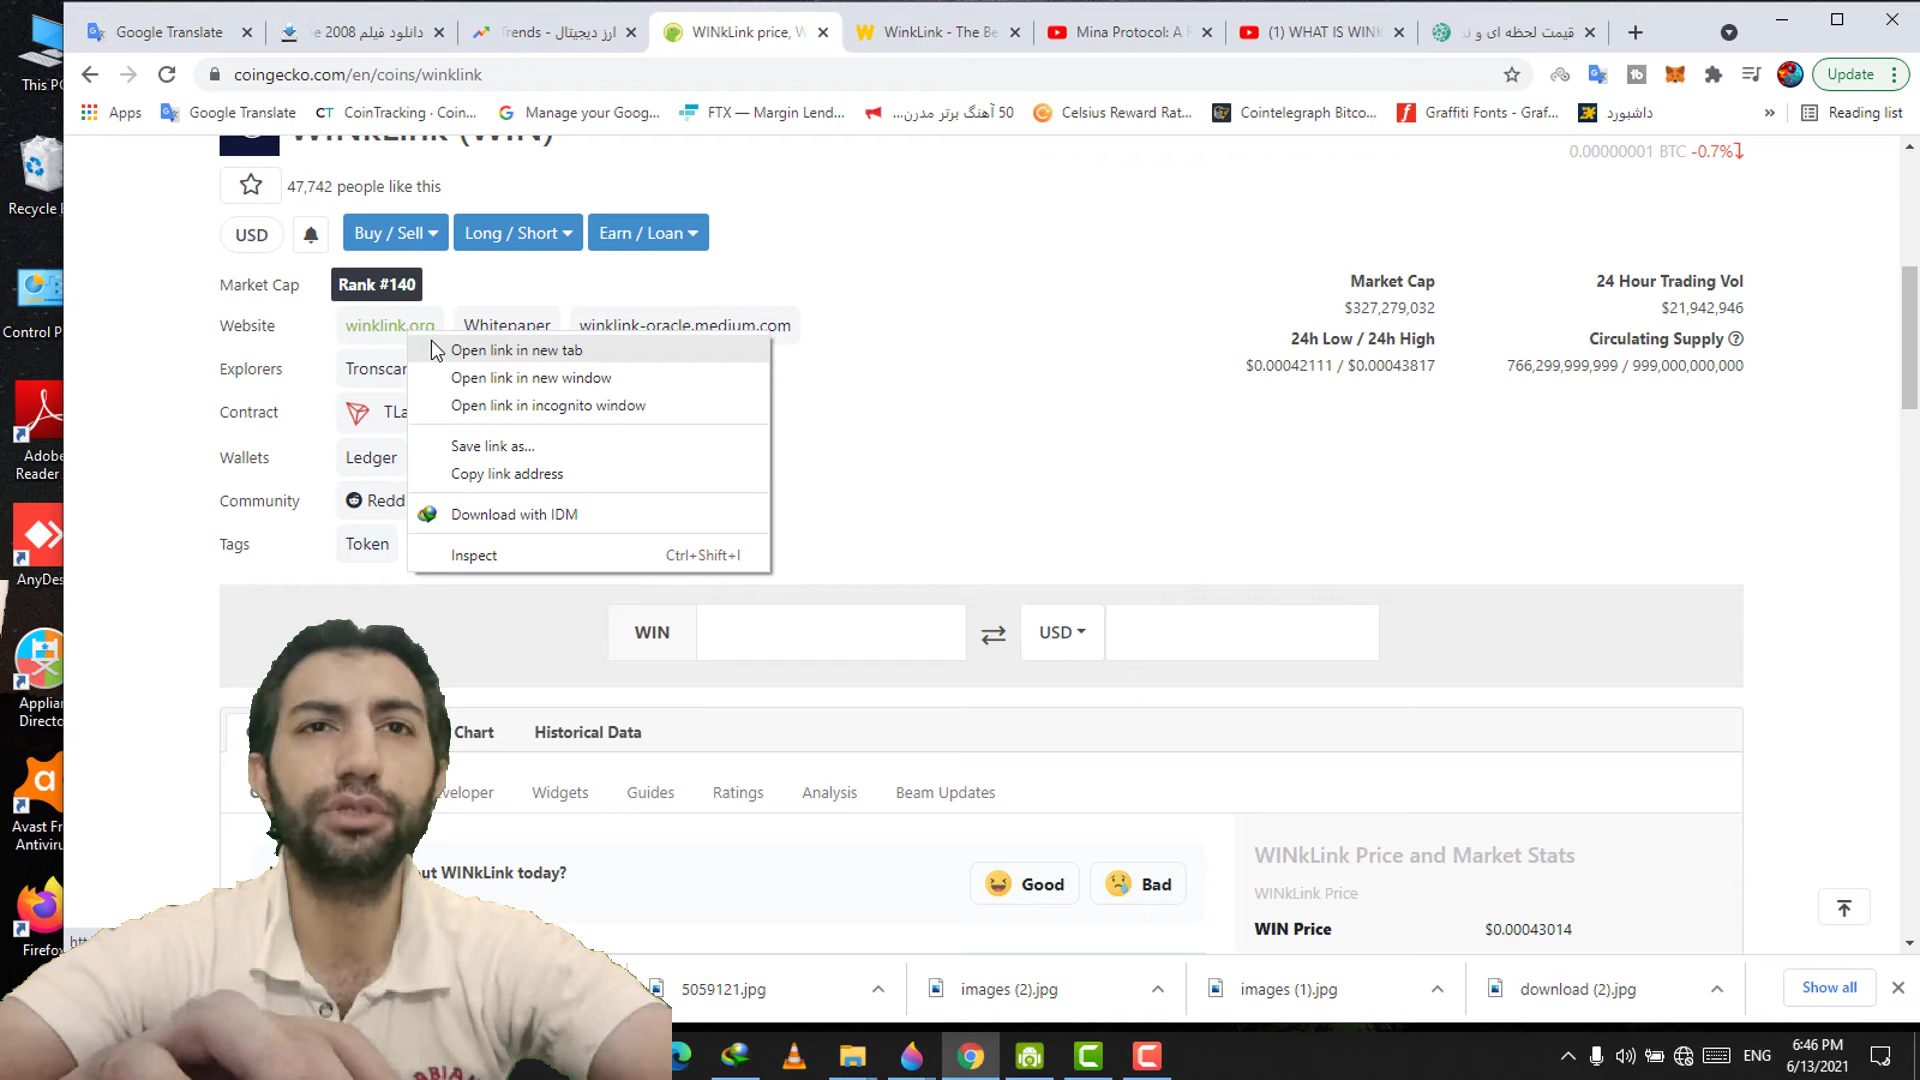 Google Translate
دانلود فیلم 2008
Trends - ارز دیجیتال
WINkLink price, W
WinkLink - The Be
Mina Protocol: A F
(1) WHAT IS WINK
قیمت لحظه ای و
coingecko.com/en/coins/winklink
Update
Apps
Google Translate
CT CoinTracking · Coin...
Manage your Goog...
FTX — Margin Lend...
50 آهنگ برتر مدرن...
Celsius Reward Rat...
Cointelegraph Bitco...
Graffiti Fonts - Graf...
داشبورد
»
Reading list
This PC
Recycle
Control P
Adobe
Reader
AnyDes
Applian
Directo
Avast Fr
Antiviru
Firefox
WINkLink (WIN)
0.00000001 BTC -0.7%
47,742 people like this
USD
Buy / Sell
Long / Short
Earn / Loan
Market Cap
Rank #140
Website
winklink.org
Whitepaper
winklink-oracle.medium.com
Explorers
Tronscan
Contract
TLa
Wallets
Ledger
Community
Redd
Tags
Token
Open link in new tab
Open link in new window
Open link in incognito window
Save link as...
Copy link address
Download with IDM
Inspect
Ctrl+Shift+I
Market Cap
$327,279,032
24 Hour Trading Vol
$21,942,946
24h Low / 24h High
$0.00042111 / $0.00043817
Circulating Supply
766,299,999,999 / 999,000,000,000
WIN
USD
Chart
Historical Data
veloper
Widgets
Guides
Ratings
Analysis
Beam Updates
ut WINkLink today?
Good
Bad
WINkLink Price and Market Stats
WINkLink Price
WIN Price
$0.00043014
htt
5059121.jpg
images (2).jpg
images (1).jpg
download (2).jpg
Show all
ENG
6:46 PM
6/13/2021